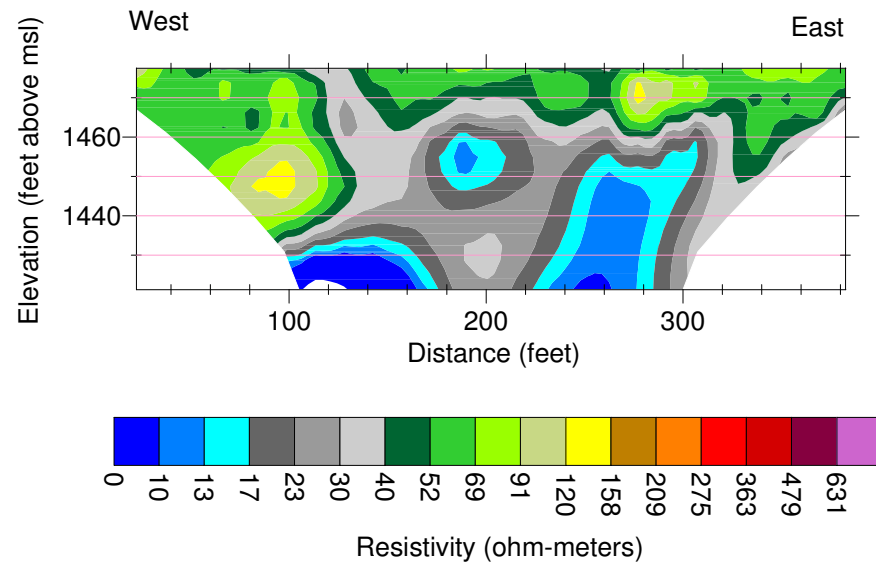 West
East
Elevation (feet above msl)
1460
1440
100 200 300
Distance (feet)
0 10 13 17 23 30 40 52 69 91 120 158 209 275 363 479 631
Resistivity (ohm-meters)